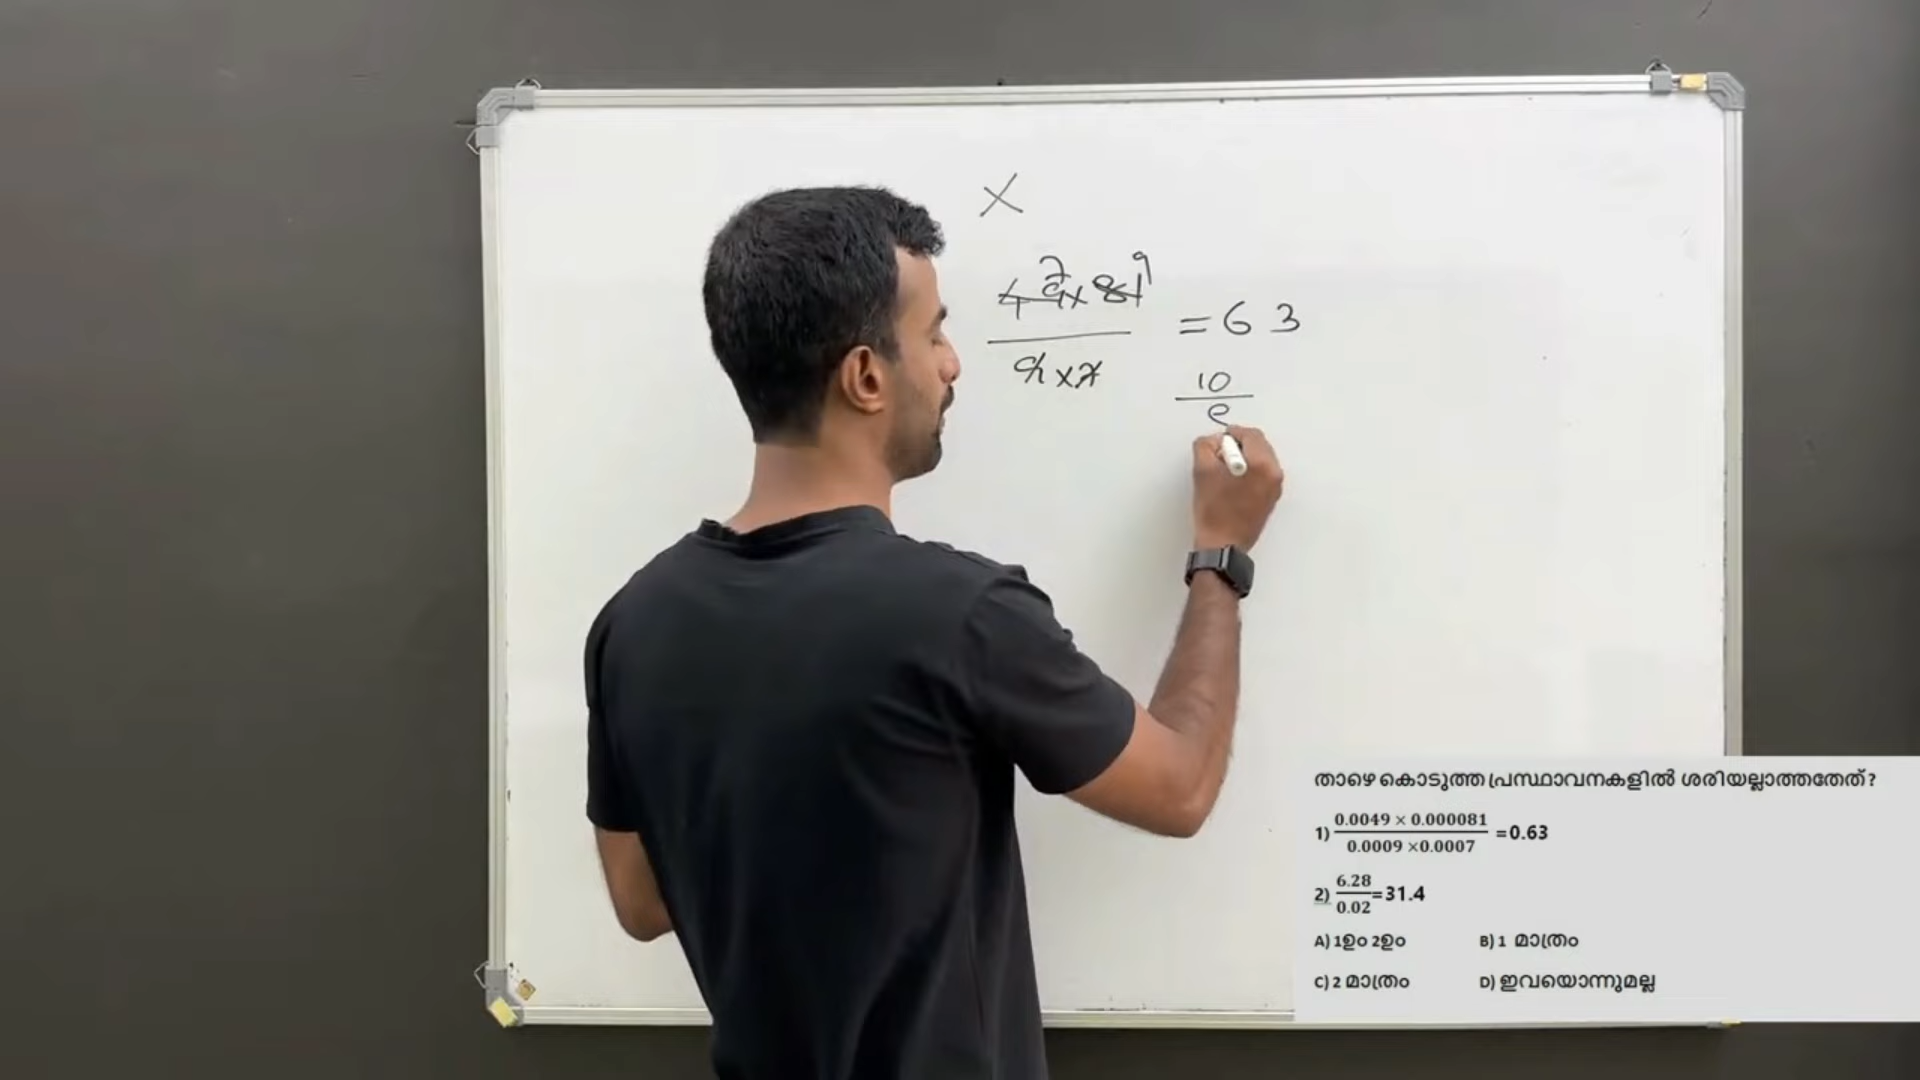 X
7 9
49 x 81
9 x 7
= 63
10
താഴെ കൊടുത്ത പ്രസ്ഥാവനകളിൽ ശരിയല്ലാത്തതേത്?
1) 0.0049 × 0.000081 =0.63
0.0009 ×0.0007
2) 6.28 =31.4
0.02
A) 1ഉം 2ഉം B) 1 മാത്രം
C) 2 മാത്രം D) ഇവയൊന്നുമല്ല